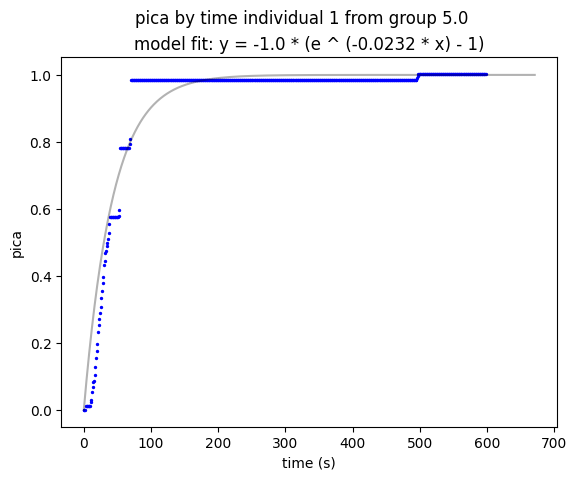 pica by time individual 1 from group 5.0
model fit: y = -1.0 * (e ^ (-0.0232 * x) - 1)
1.0
0.8
0.6
0.4
0.2
0.0
pica
0 100 200 300 400 500 600 700
time (s)